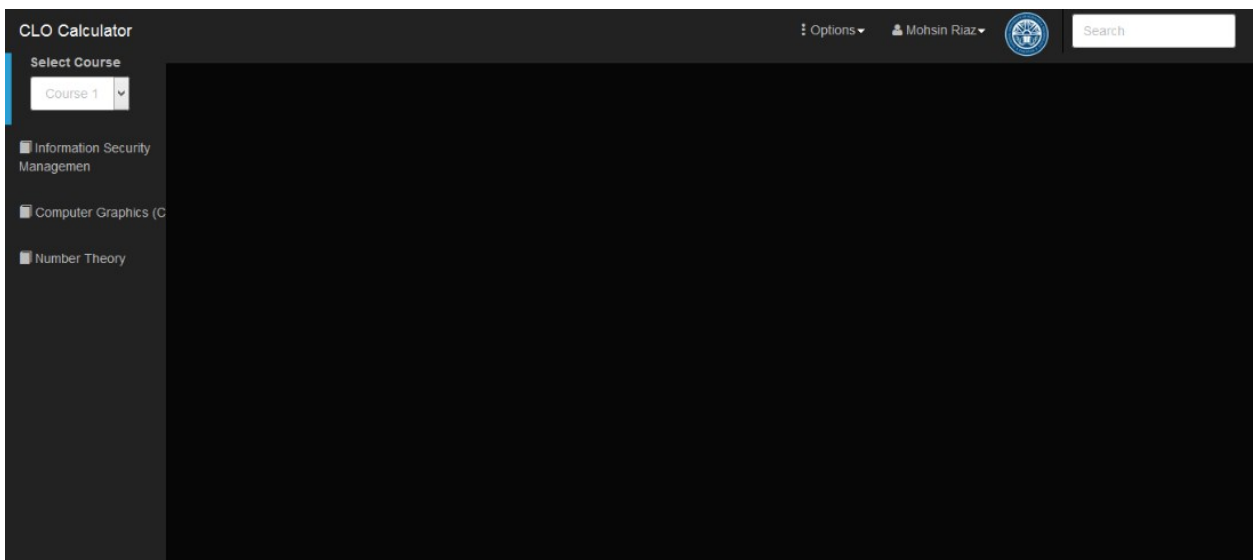 CLO Calculator
Options
Mohsin Riaz
Search
Select Course
Course 1
Information Security
Managemen
Computer Graphics (C
Number Theory